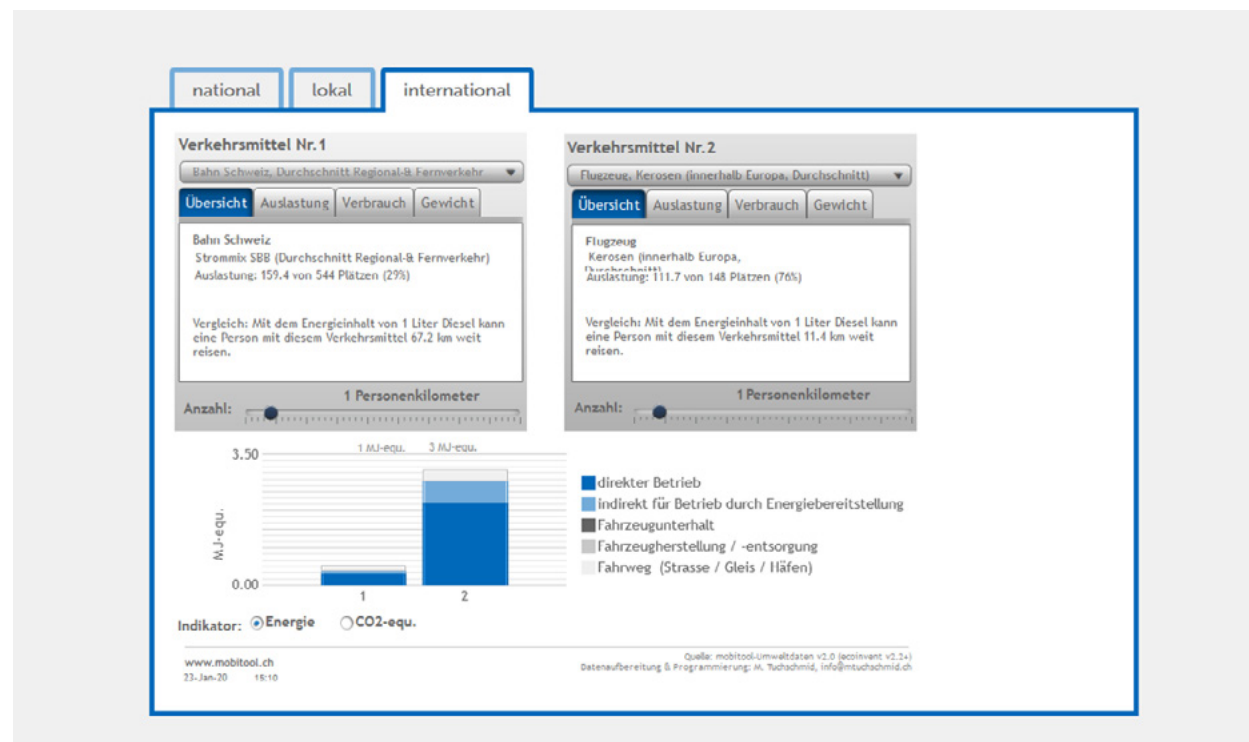 national lokal international
Verkehrsmittel Nr.1
Bahn Schweiz, Durchschnitt Regional-& Fernverkehr
Übersicht Auslastung Verbrauch Gewicht
Bahn Schweiz
Strommix SBB (Durchschnitt Regional-& Fernverkehr)
Auslastung: 159.4 von 544 Plätzen (29%)
Vergleich: Mit dem Energieinhalt von 1 Liter Diesel kann
eine Person mit diesem Verkehrsmittel 67.2 km weit
reisen.
1 Personenkilometer
Anzahl:
Verkehrsmittel Nr.2
Flugzeug, Kerosen (innerhalb Europa, Durchschnitt)
Übersicht Auslastung Verbrauch Gewicht
Flugzeug
Kerosen (innerhalb Europa,
Durchschnitt)
Auslastung: 111.7 von 148 Plätzen (76%)
Vergleich: Mit dem Energieinhalt von 1 Liter Diesel kann
eine Person mit diesem Verkehrsmittel 11.4 km weit
reisen.
1 Personenkilometer
Anzahl:
3.50
1 MJ-equ. 3 MJ-equ.
MJ-equ.
0.00
1 2
direkter Betrieb
indirekt für Betrieb durch Energiebereitstellung
Fahrzeugunterhalt
Fahrzeugherstellung / -entsorgung
Fahrweg (Strasse / Gleis / Häfen)
Indikator: Energie CO2-equ.
www.mobitool.ch
23-Jan-20 15:10
Quelle: mobitool-Umweltdaten v2.0 (ecoinvent v2.2+)
Datenaufbereitung & Programmierung: M. Tuchschmid, info@mtuchschmid.ch